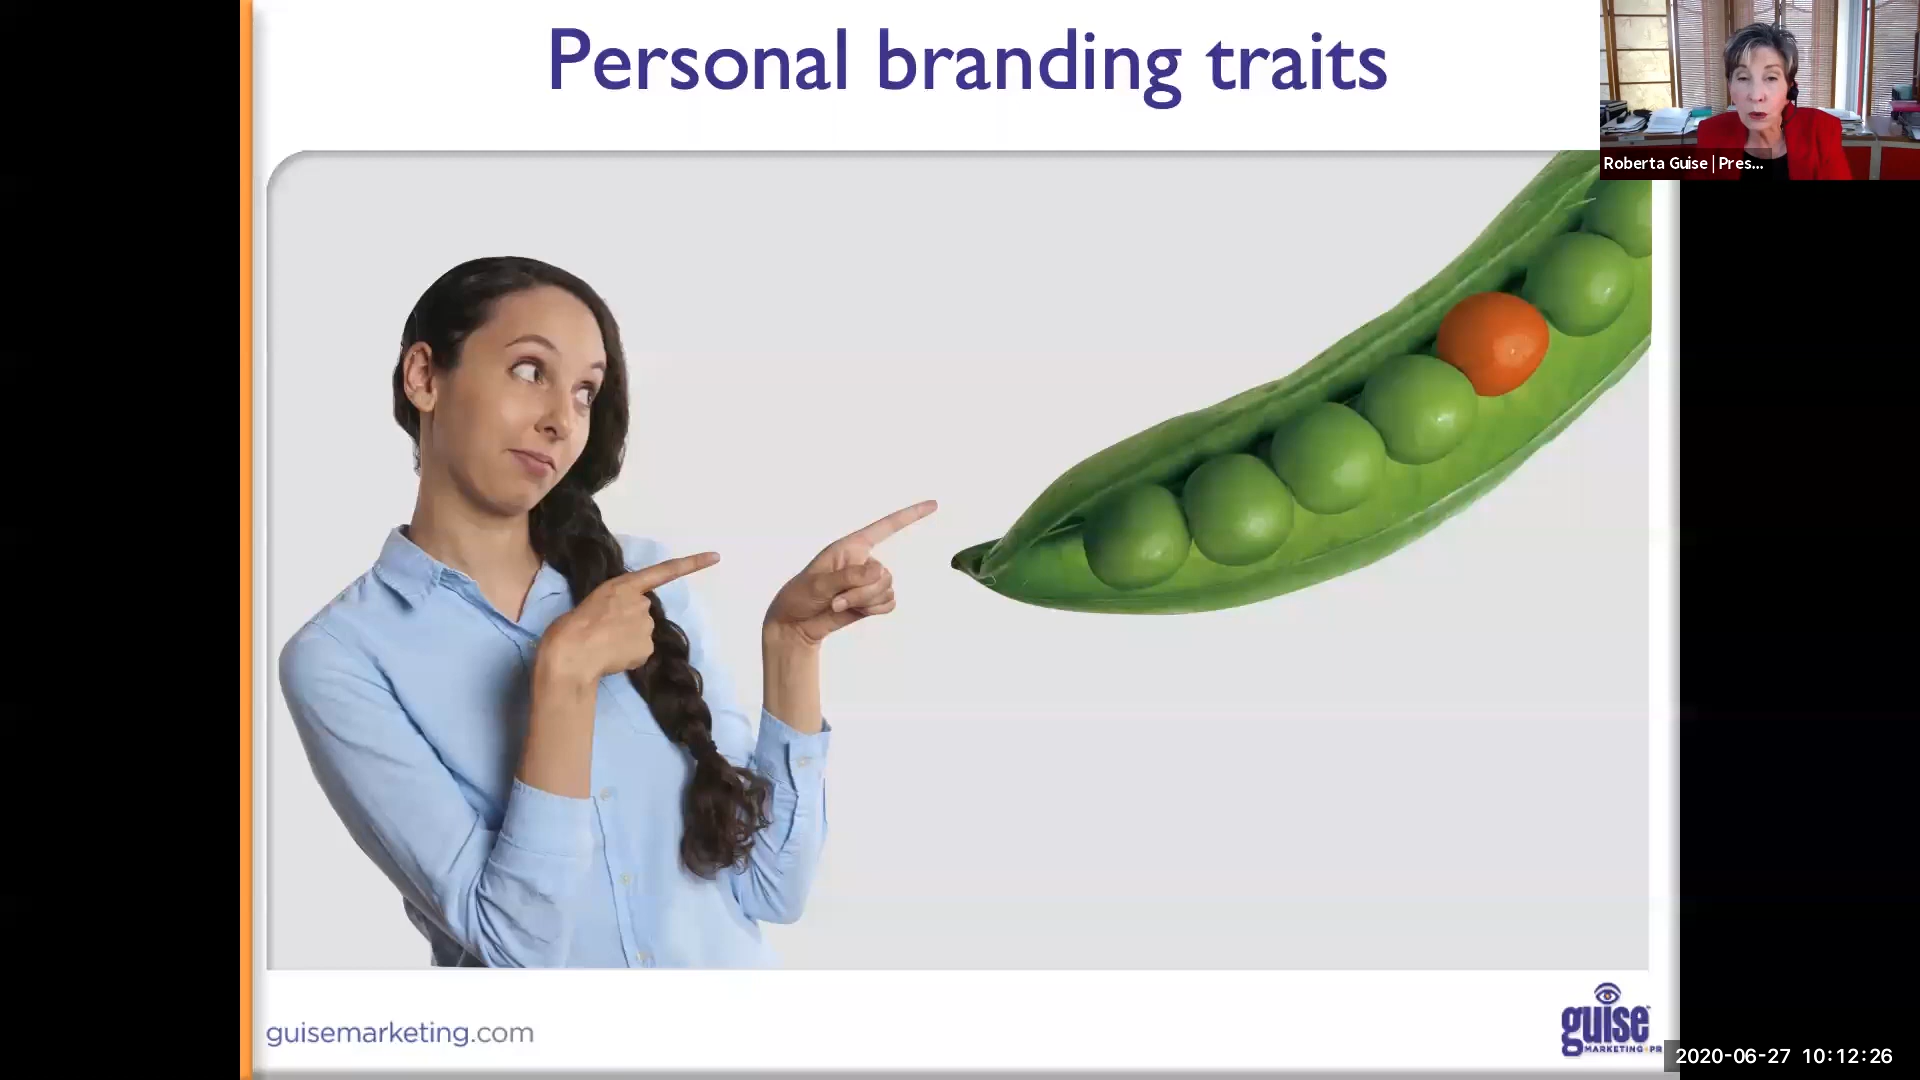 Personal branding traits
Roberta Guise | Pres...
guisemarketing.com
guise
MARKETING+PR
2020-06-27 10:12:26